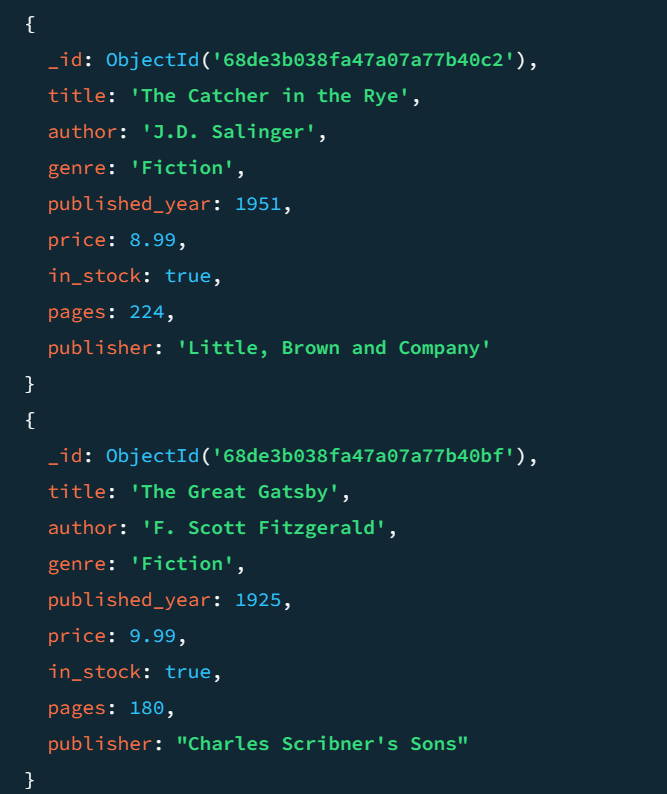 {
  _id: ObjectId('68de3b038fa47a07a77b40c2'),
  title: 'The Catcher in the Rye',
  author: 'J.D. Salinger',
  genre: 'Fiction',
  published_year: 1951,
  price: 8.99,
  in_stock: true,
  pages: 224,
  publisher: 'Little, Brown and Company'
}
{
  _id: ObjectId('68de3b038fa47a07a77b40bf'),
  title: 'The Great Gatsby',
  author: 'F. Scott Fitzgerald',
  genre: 'Fiction',
  published_year: 1925,
  price: 9.99,
  in_stock: true,
  pages: 180,
  publisher: "Charles Scribner's Sons"
}